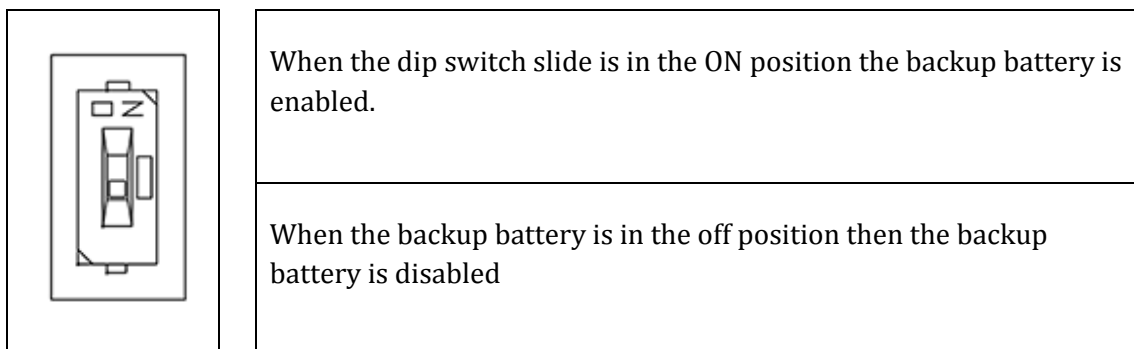 ON
When the dip switch slide is in the ON position the backup battery is
enabled.
When the backup battery is in the off position then the backup
battery is disabled